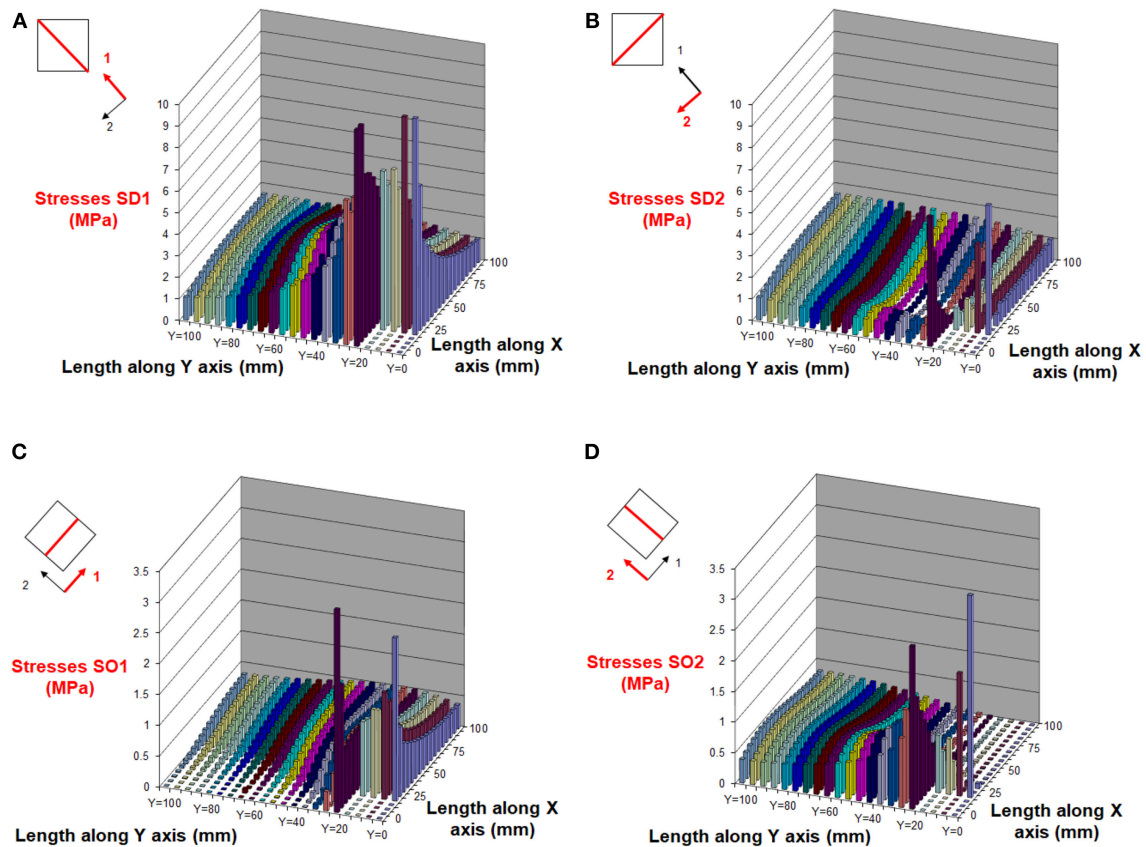 A
1
2
Stresses SD1
(MPa)
10
9
8
7
6
5
4
3
2
1
0
Y=100
Y=80
Y=60
Y=40
Y=20
Y=0
0
25
50
75
100
Length along Y axis (mm)
Length along X
axis (mm)
B
1
2
Stresses SD2
(MPa)
10
9
8
7
6
5
4
3
2
1
0
Y=100
Y=80
Y=60
Y=40
Y=20
Y=0
0
25
50
75
100
Length along Y axis (mm)
Length along X
axis (mm)
C
2
1
Stresses SO1
(MPa)
3.5
3
2.5
2
1.5
1
0.5
0
Y=100
Y=80
Y=60
Y=40
Y=20
Y=0
0
25
50
75
100
Length along Y axis (mm)
Length along X
axis (mm)
D
1
2
Stresses SO2
(MPa)
3.5
3
2.5
2
1.5
1
0.5
0
Y=100
Y=80
Y=60
Y=40
Y=20
Y=0
0
25
50
75
100
Length along Y axis (mm)
Length along X
axis (mm)